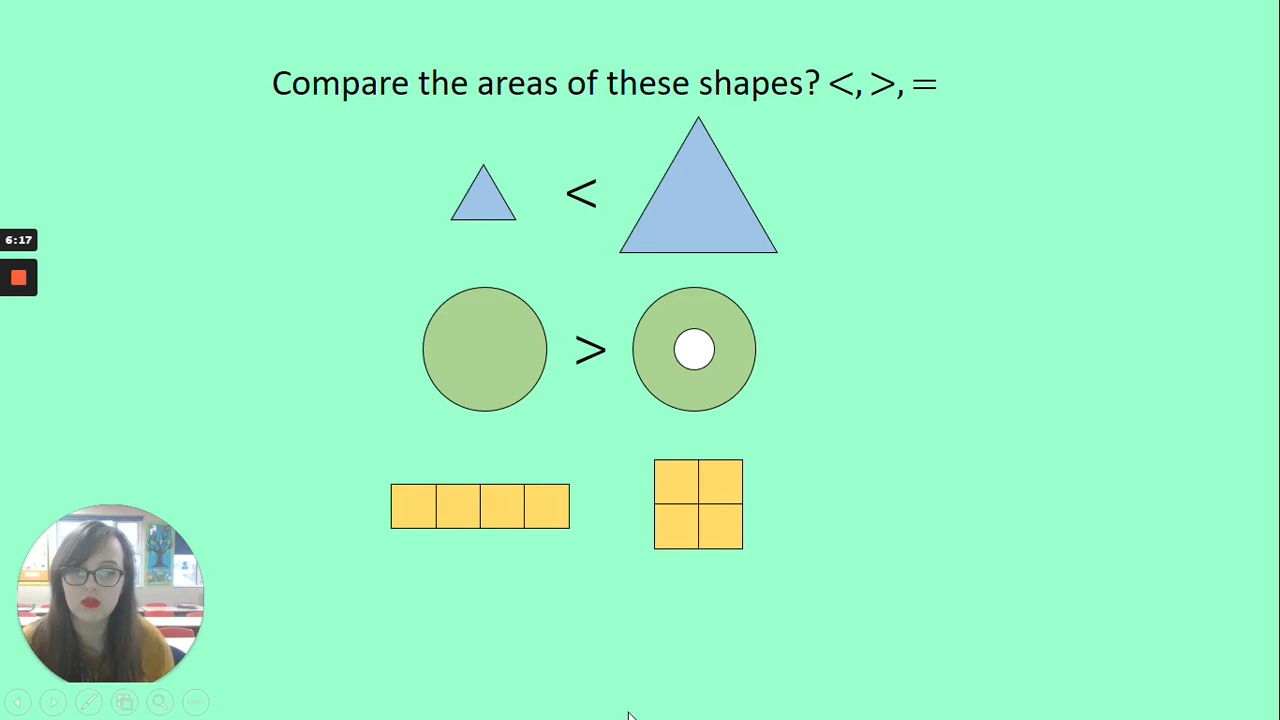 Compare the areas of these shapes? <, >, =
<
6:17
>